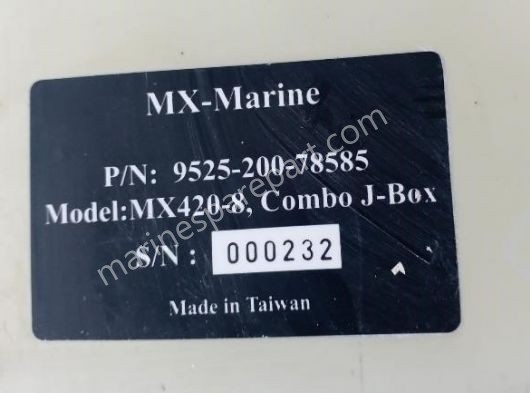 MX-Marine
P/N: 9525-200-78585
Model:MX420-8, Combo J-Box
S/N : 000232
Made in Taiwan
marinesparepart.com